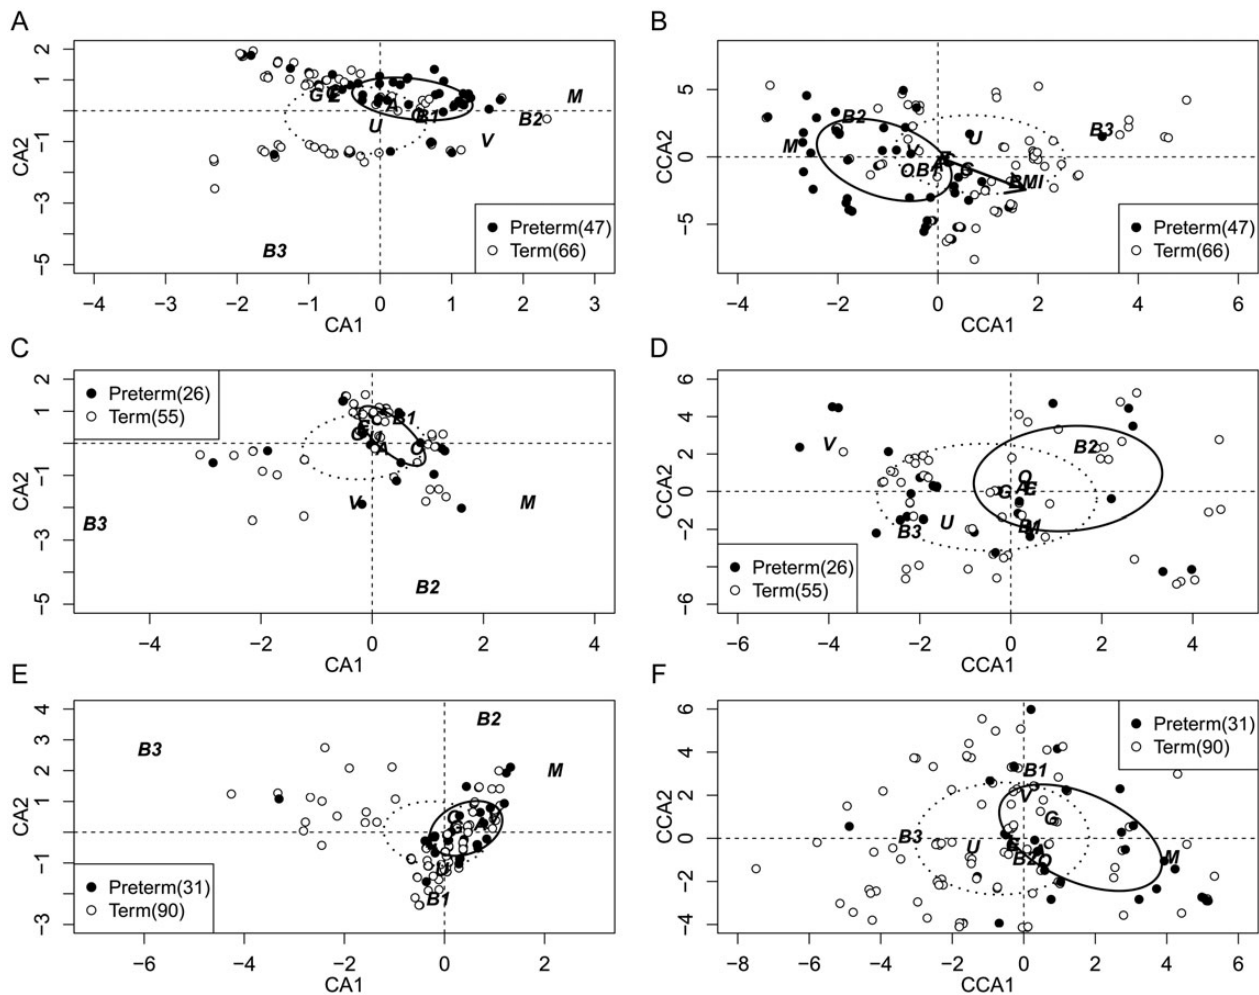 A
2
1
−1
−3
−5
CA2
G
E
A
O
B1
U
M
B2
V
B3
Preterm(47)
Term(66)
−4 −3 −2 −1 0 1 2 3
CA1
B
5
0
−5
CCA2
B2
M
V
U
B3
O
B1
A
G
BMI
Preterm(47)
Term(66)
−4 −2 0 2 4 6
CCA1
C
2
1
−1
−3
−5
CA2
Preterm(26)
Term(55)
B1
G
A
O
V
M
B3
B2
−4 −2 0 2 4
CA1
D
6
4
2
0
−2
−6
CCA2
V
B2
O
G
A
E
U
B3
B1
M
Preterm(26)
Term(55)
−6 −4 −2 0 2 4
CCA1
E
4
3
2
1
0
−1
−3
CA2
B3
B2
M
G
V
U
B1
Preterm(31)
Term(90)
−6 −4 −2 0 2
CA1
F
6
4
2
0
−2
−4
CCA2
Preterm(31)
Term(90)
B1
V
G
B3
U
E
B2
O
M
−8 −6 −4 −2 0 2 4 6
CCA1